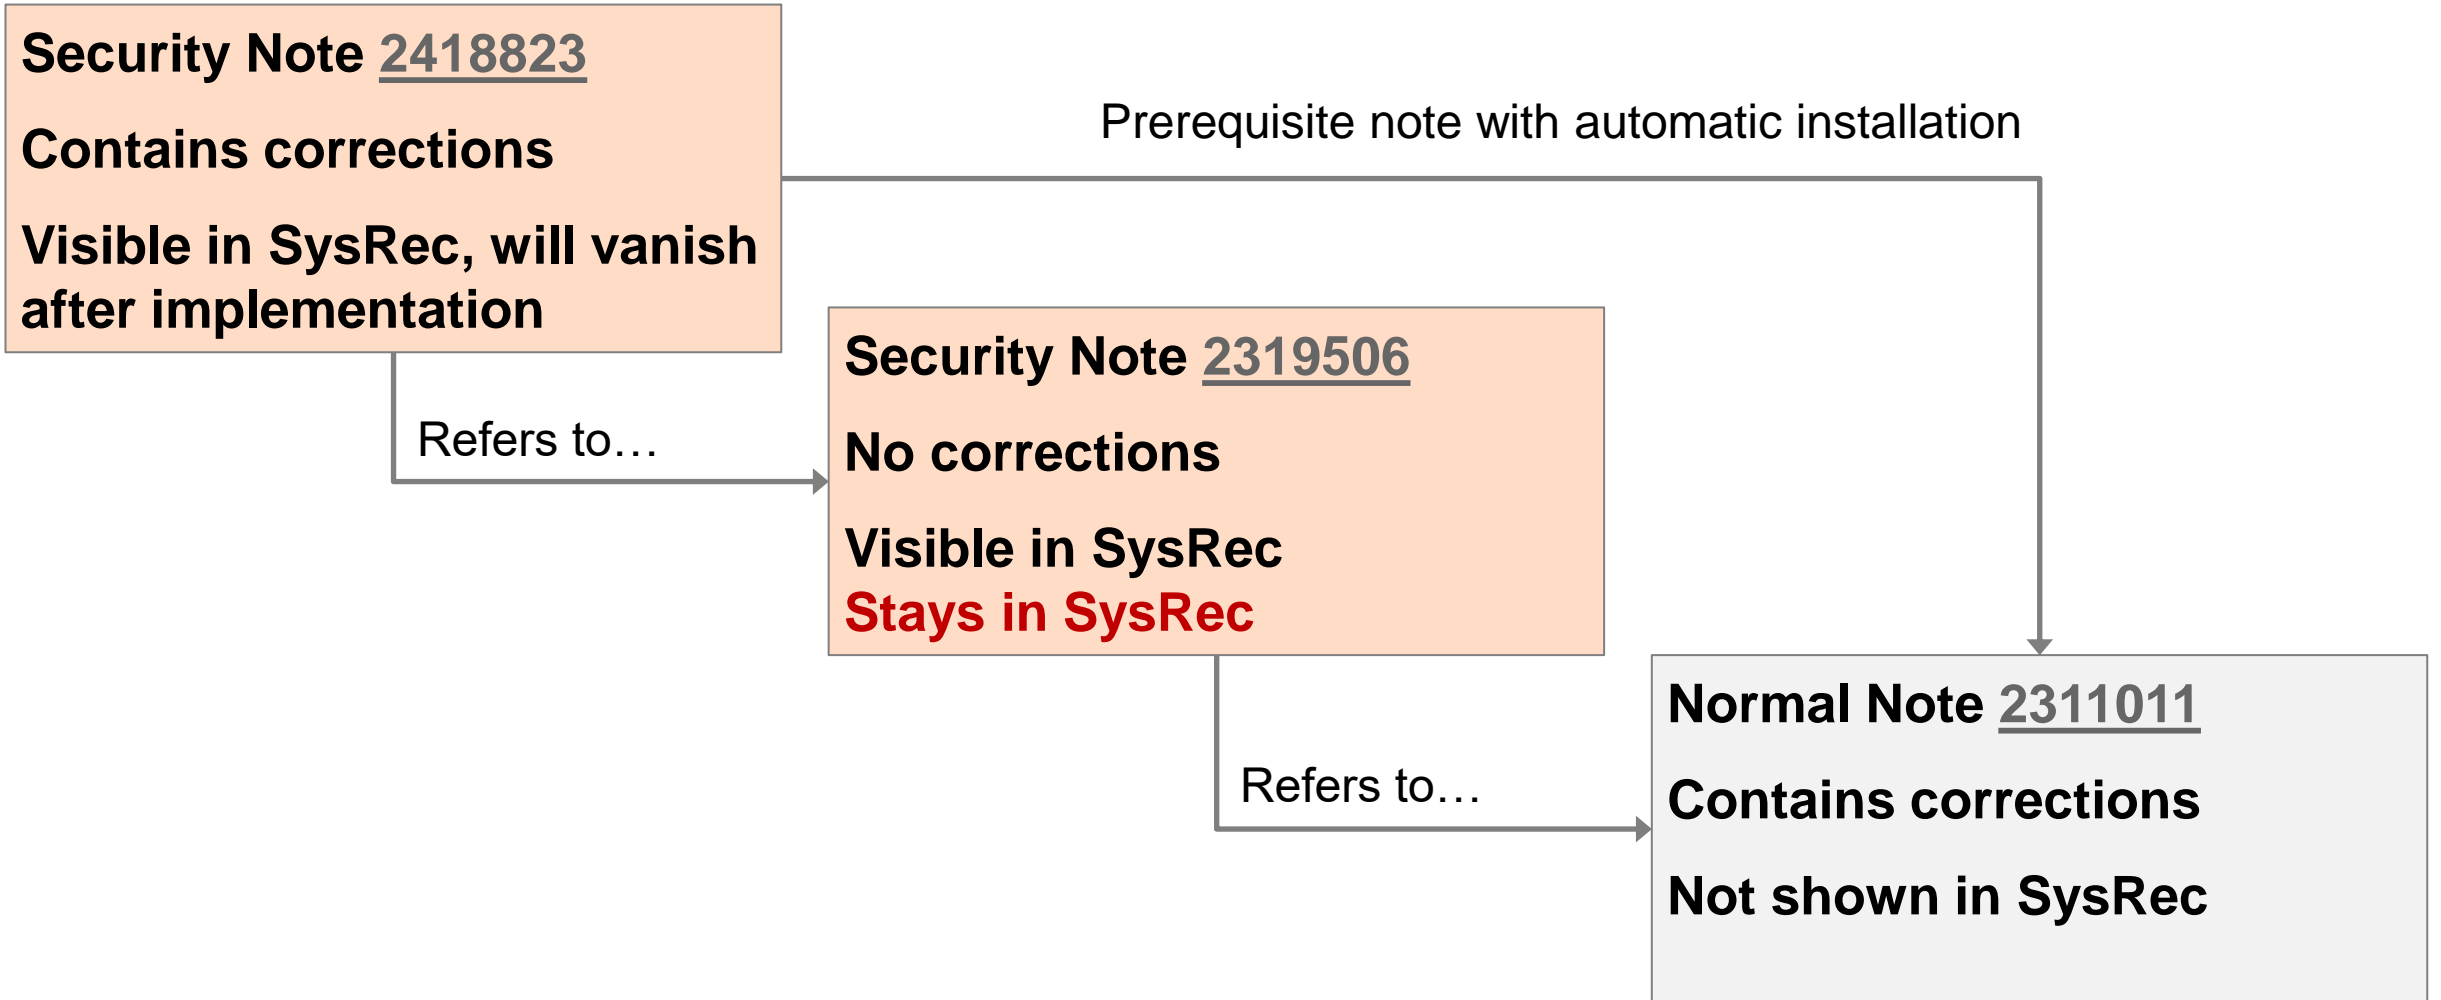 Security Note 2418823
Contains corrections
Visible in SysRec, will vanish
after implementation
Prerequisite note with automatic installation
Refers to…
Security Note 2319506
No corrections
Visible in SysRec
Stays in SysRec
Refers to…
Normal Note 2311011
Contains corrections
Not shown in SysRec